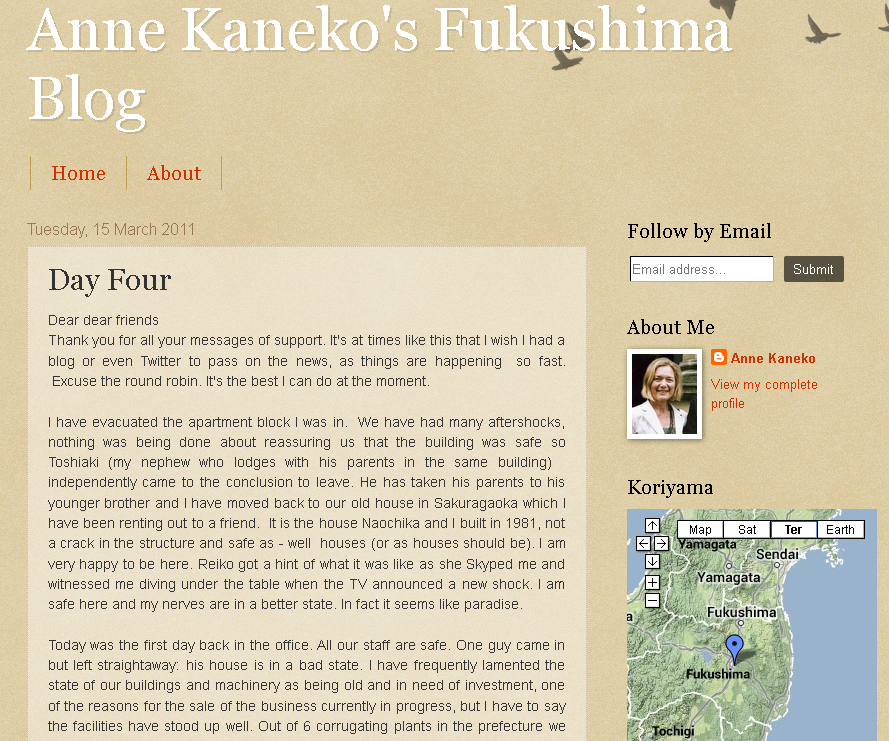 Anne Kaneko's Fukushima
Blog
Home
About
Tuesday, 15 March 2011
Day Four
Dear dear friends
Thank you for all your messages of support. It's at times like this that I wish I had a
blog or even Twitter to pass on the news, as things are happening so fast.
Excuse the round robin. It's the best I can do at the moment.
I have evacuated the apartment block I was in. We have had many aftershocks,
nothing was being done about reassuring us that the building was safe so
Toshiaki (my nephew who lodges with his parents in the same building)
independently came to the conclusion to leave. He has taken his parents to his
younger brother and I have moved back to our old house in Sakuragaoka which I
have been renting out to a friend. It is the house Naochika and I built in 1981, not
a crack in the structure and safe as - well houses (or as houses should be). I am
very happy to be here. Reiko got a hint of what it was like as she Skyped me and
witnessed me diving under the table when the TV announced a new shock. I am
safe here and my nerves are in a better state. In fact it seems like paradise.
Today was the first day back in the office. All our staff are safe. One guy came in
but left straightaway: his house is in a bad state. I have frequently lamented the
state of our buildings and machinery as being old and in need of investment, one
of the reasons for the sale of the business currently in progress, but I have to say
the facilities have stood up well. Out of 6 corrugating plants in the prefecture we
Follow by Email
Email address...
Submit
About Me
Anne Kaneko
View my complete
profile
Koriyama
Map
Sat
Ter
Earth
Yamagata
Sendai
Yamagata
Fukushima
a
Fukushima
Tochigi